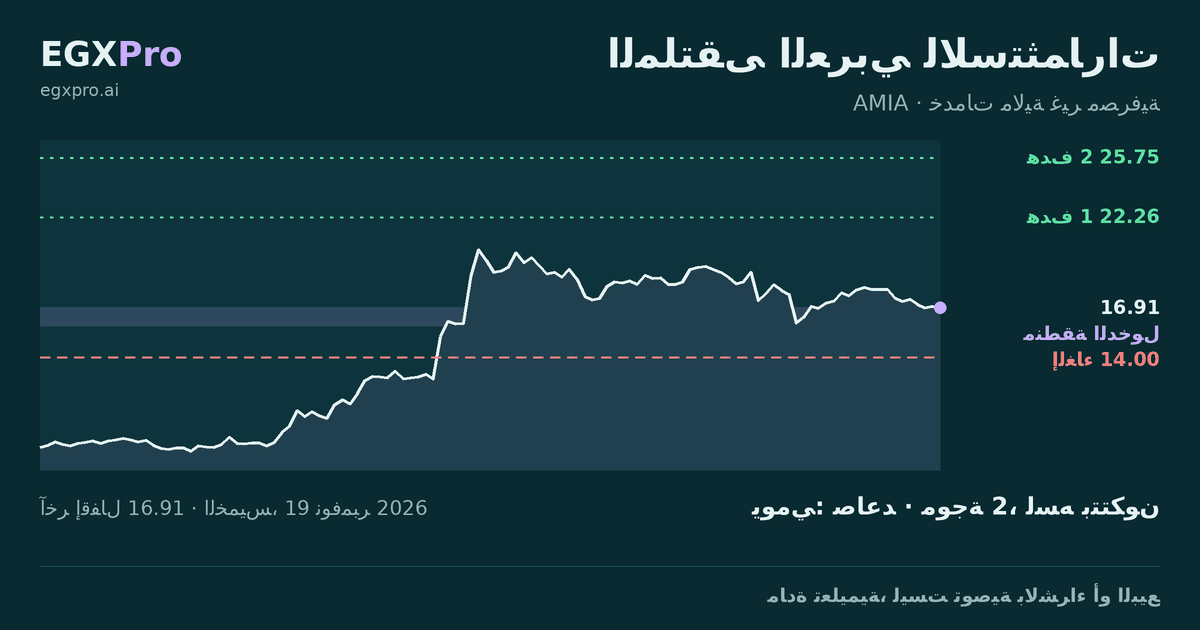 EGXPro
egxpro.ai
الملتقى العربي للاستثمارات
AMIA · خدمات مالية غير مصرفية
هدف 2 25.75
هدف 1 22.26
16.91
منطقة الدخول
إلغاء 14.00
يومي: صاعد · موجة 2، لسه بتتكون
آخر إقفال 16.91 · الخميس، 19 نوفمبر 2026
مادة تعليمية، ليست توصية بالشراء أو البيع